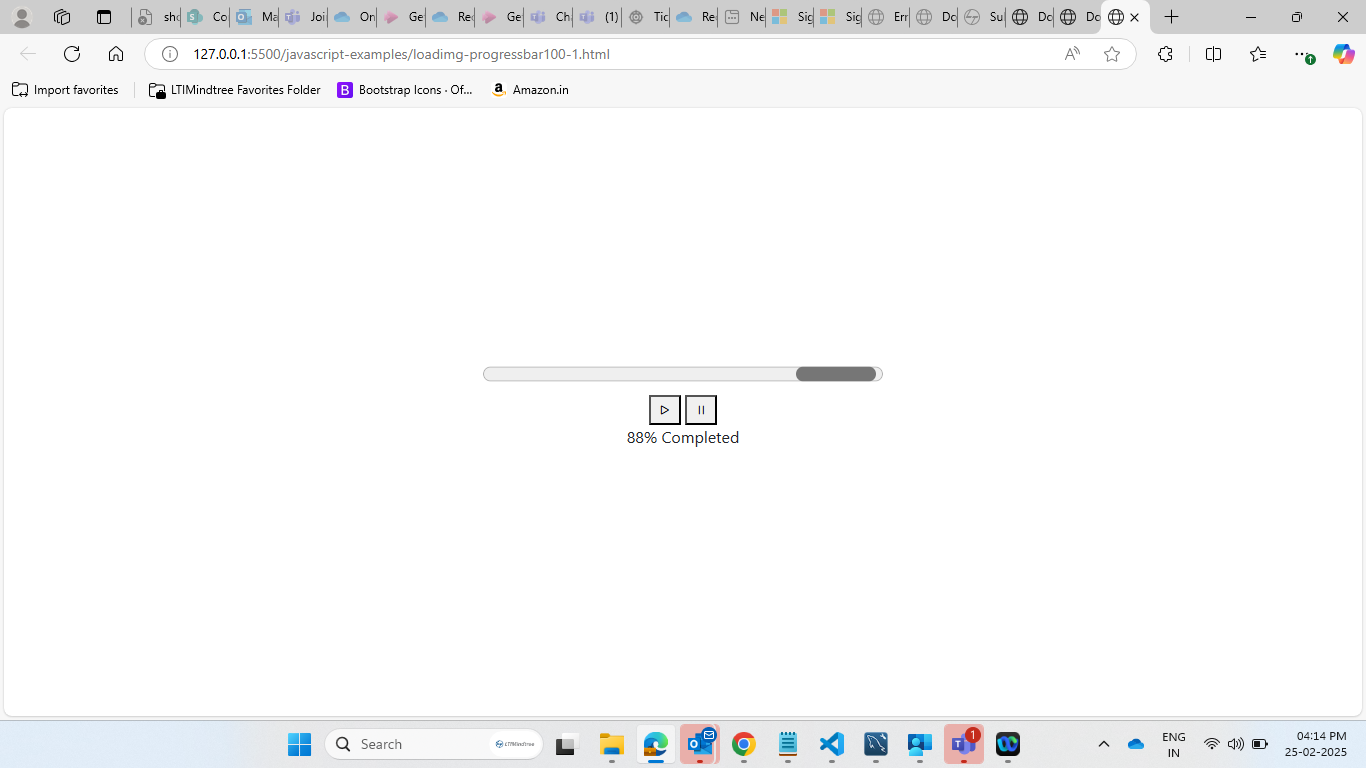 sh
Co
Ma
Joi
On
Ge
Re
Ge
Ch
(1)
Tic
Re
Ne
Sig
Sig
Err
Do
Su
Do
Do
127.0.0.1:5500/javascript-examples/loadimg-progressbar100-1.html
Import favorites
LTIMindtree Favorites Folder
B
Bootstrap Icons · Of...
a
Amazon.in
88% Completed
Search
LTIMindtree
1
ENG
IN
04:14 PM
25-02-2025